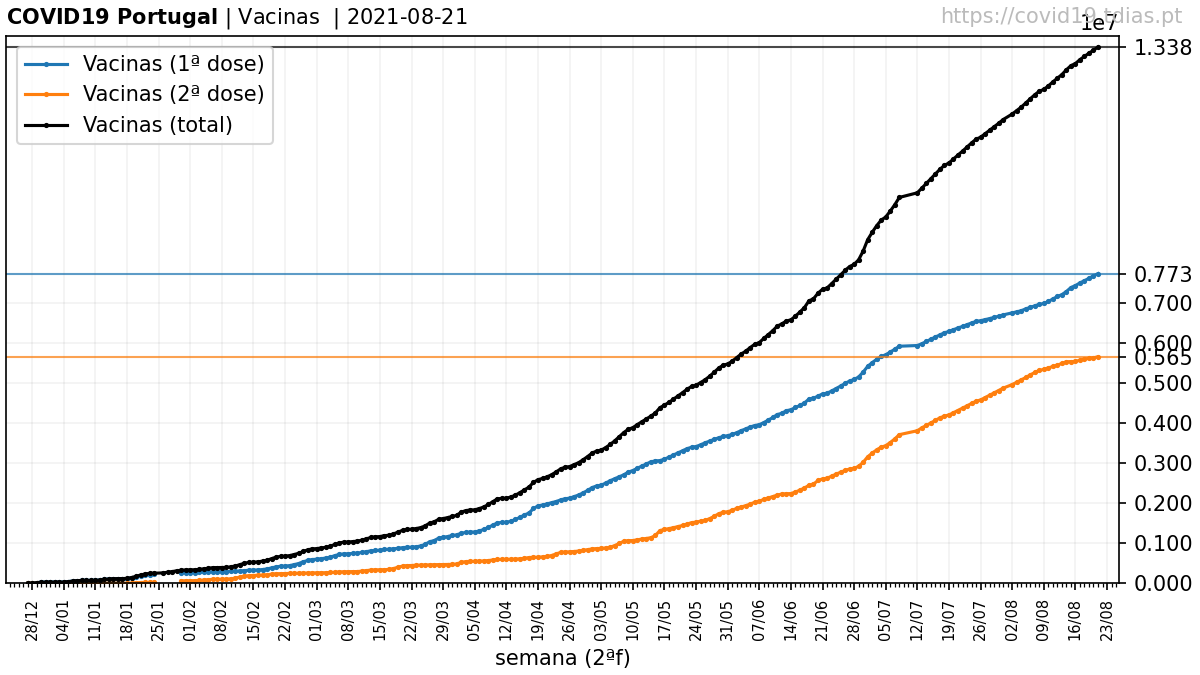 COVID19 Portugal | Vacinas | 2021-08-21
https://covid19.tdias.pt
1e7
Vacinas (1ª dose)
Vacinas (2ª dose)
Vacinas (total)
1.338
0.773
0.700
0.600
0.565
0.500
0.400
0.300
0.200
0.100
0.000
28/12 04/01 11/01 18/01 25/01 01/02 08/02 15/02 22/02 01/03 08/03 15/03 22/03 29/03 05/04 12/04 19/04 26/04 03/05 10/05 17/05 24/05 31/05 07/06 14/06 21/06 28/06 05/07 12/07 19/07 26/07 02/08 09/08 16/08 23/08
semana (2ªf)